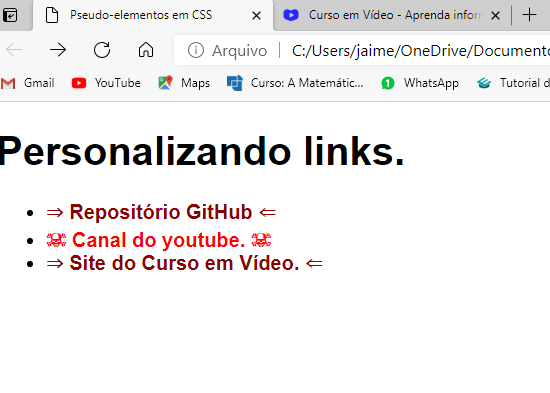 Pseudo-elementos em CSS
Curso em Vídeo - Aprenda inform
Arquivo
C:/Users/jaime/OneDrive/Documento
Gmail
YouTube
Maps
Curso: A Matemátic...
WhatsApp
Tutorial d
Personalizando links.
⇒ Repositório GitHub ⇐
☠ Canal do youtube. ☠
⇒ Site do Curso em Vídeo. ⇐